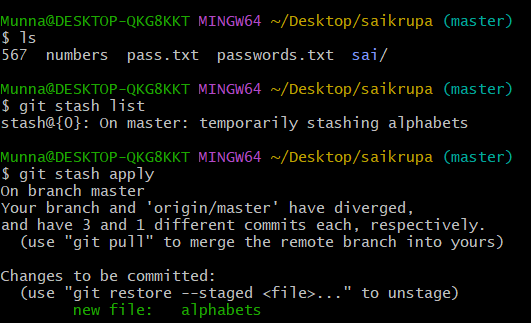 Munna@DESKTOP-QKG8KKT MINGW64 ~/Desktop/saikrupa (master)
$ ls
567  numbers  pass.txt  passwords.txt  sai/
Munna@DESKTOP-QKG8KKT MINGW64 ~/Desktop/saikrupa (master)
$ git stash list
stash@{0}: On master: temporarily stashing alphabets
Munna@DESKTOP-QKG8KKT MINGW64 ~/Desktop/saikrupa (master)
$ git stash apply
On branch master
Your branch and 'origin/master' have diverged,
and have 3 and 1 different commits each, respectively.
  (use "git pull" to merge the remote branch into yours)
Changes to be committed:
  (use "git restore --staged <file>..." to unstage)
        new file:   alphabets